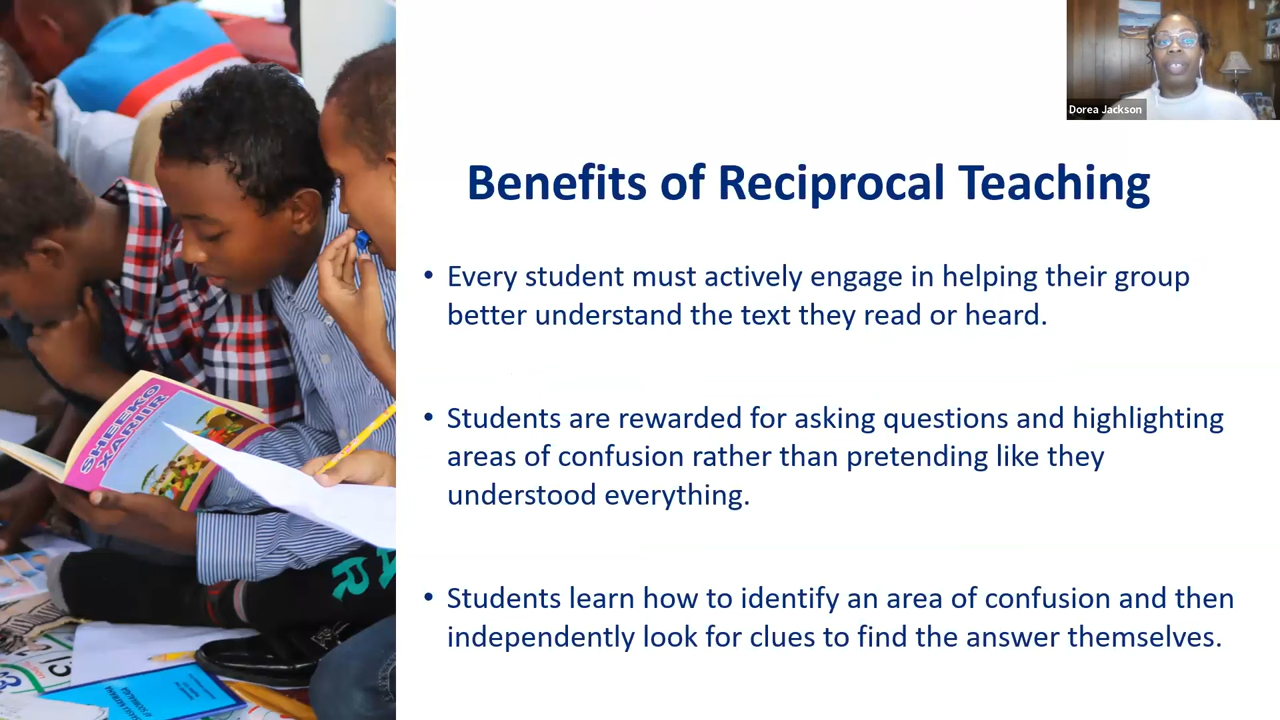 Dorea Jackson
Benefits of Reciprocal Teaching
• Every student must actively engage in helping their group
better understand the text they read or heard.
• Students are rewarded for asking questions and highlighting
areas of confusion rather than pretending like they
understood everything.
• Students learn how to identify an area of confusion and then
independently look for clues to find the answer themselves.
SHEEKO
XARIIR